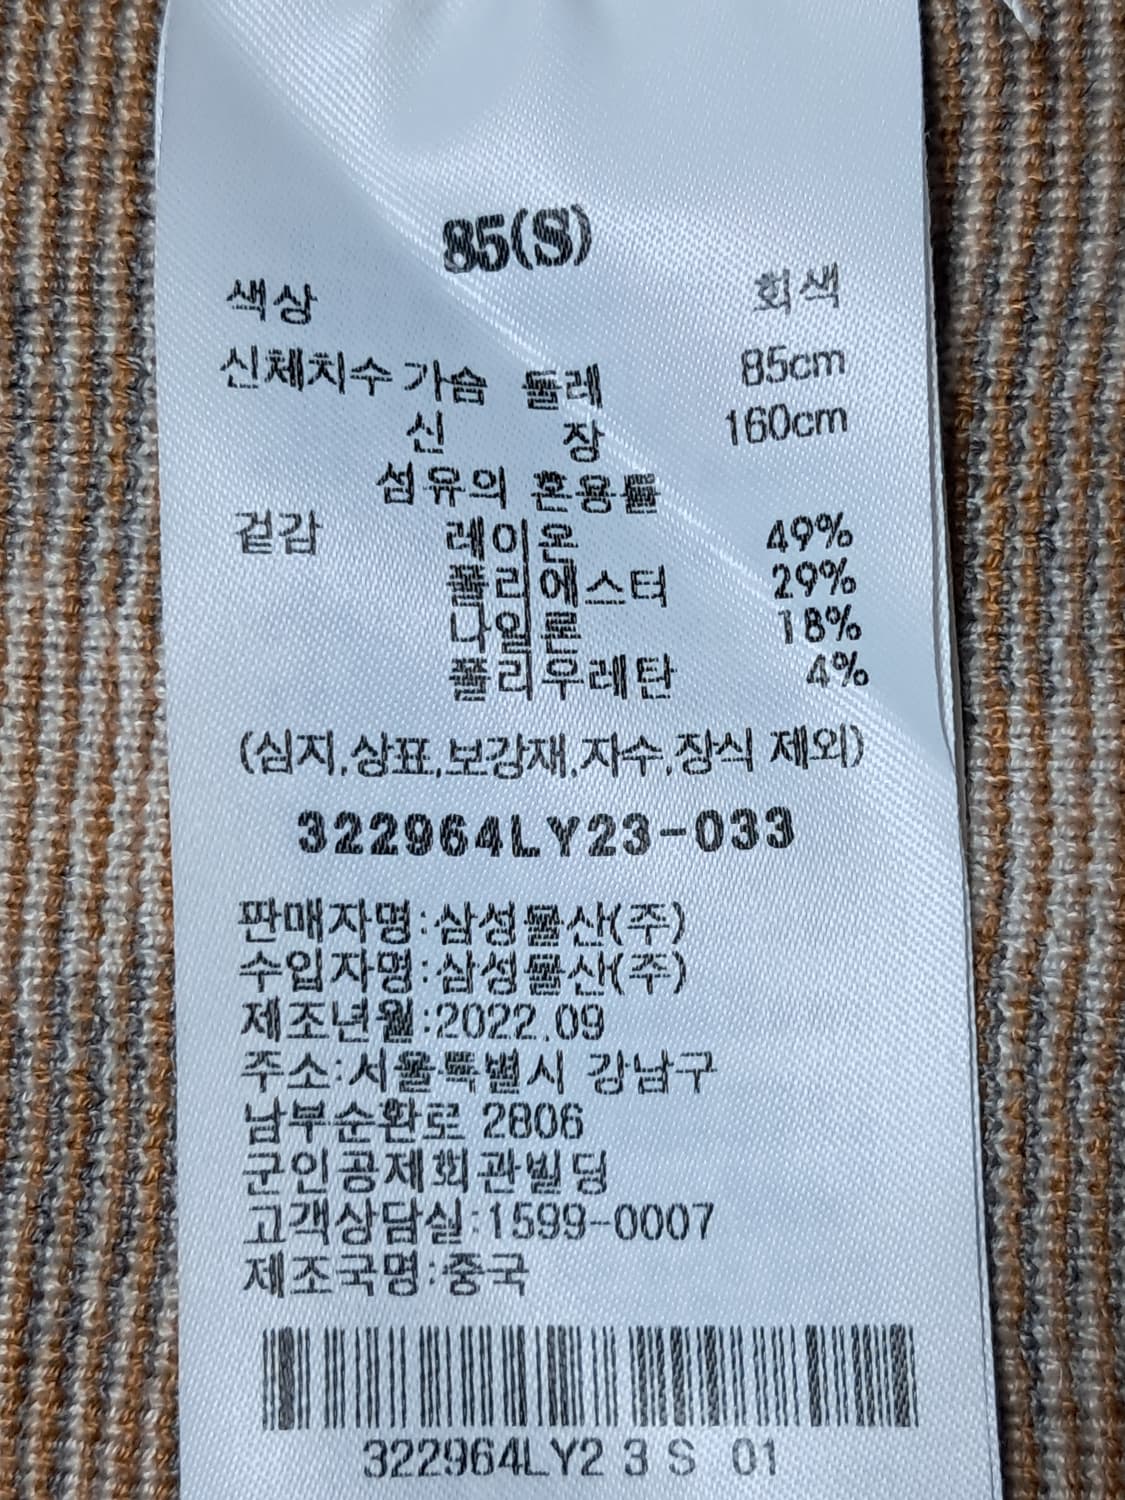 85(S)
색상 회색
신체치수 가슴 둘레 85cm
신 장 160cm
섬유의 혼용률
겉감 레이온 49%
폴리에스터 29%
나일론 18%
폴리우레탄 4%
(심지,상표,보강재,자수,장식 제외)
322964LY23-033
판매자명:삼성물산(주)
수입자명:삼성물산(주)
제조년월:2022.09
주소:서울특별시 강남구
남부순환로 2806
군인공제회관빌딩
고객상담실:1599-0007
제조국명:중국
322964LY2 3 S 01